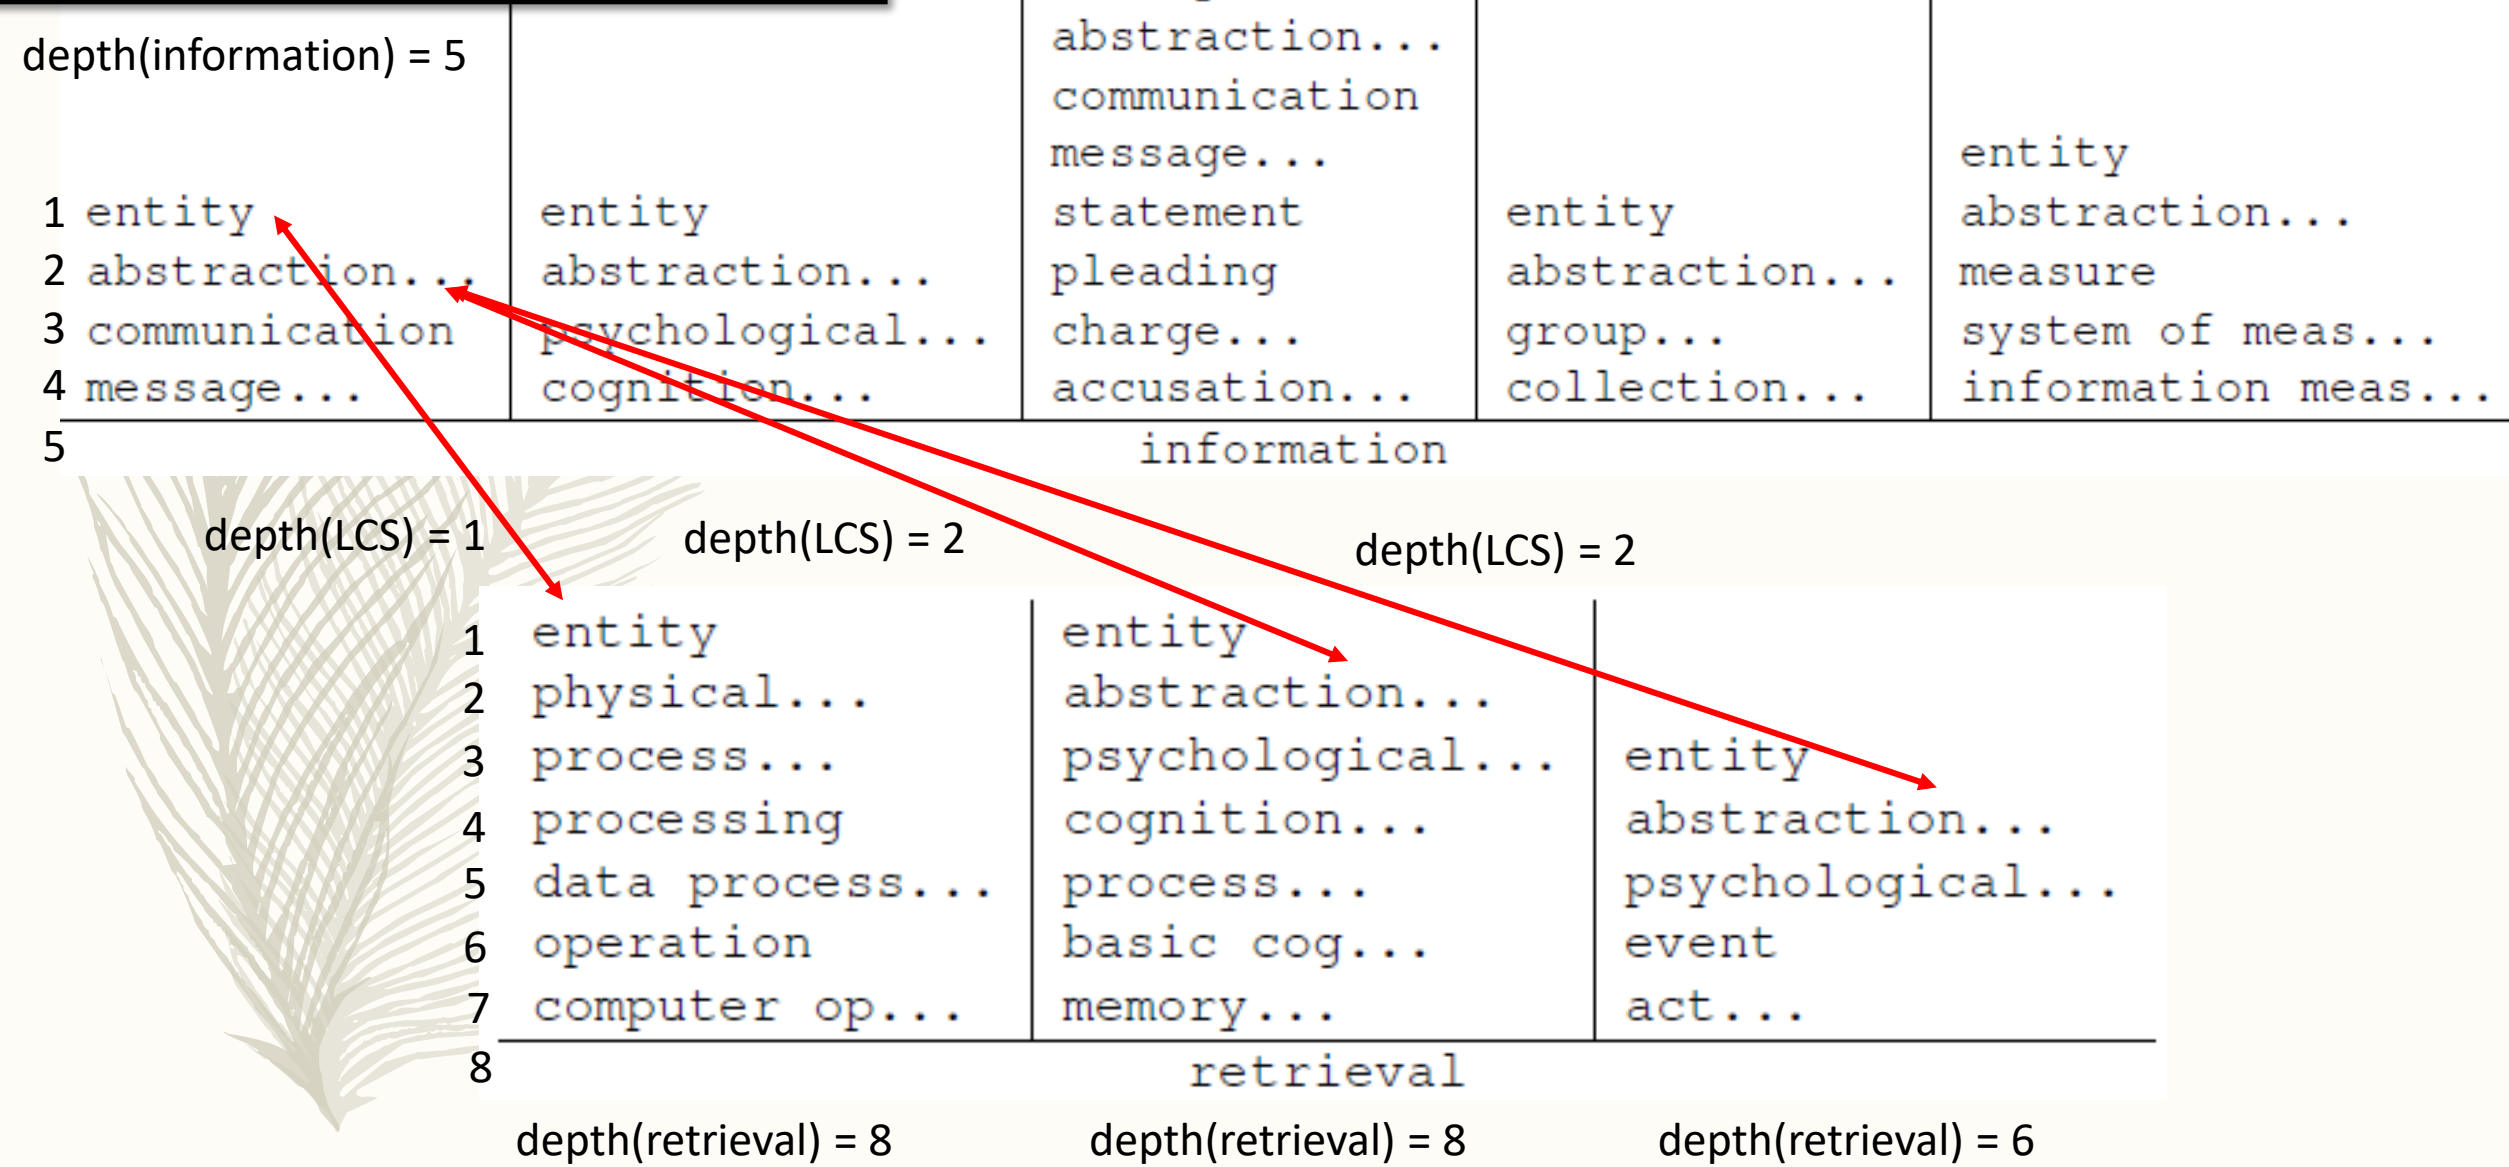 depth(information) = 5
abstraction...
communication
message... entity
1 entity entity statement entity abstraction...
2 abstraction... abstraction... pleading abstraction... measure
3 communication psychological... charge... group... system of meas...
4 message... cognition... accusation... collection... information meas...
5 information
depth(LCS) = 1 depth(LCS) = 2 depth(LCS) = 2
1 entity entity
2 physical... abstraction...
3 process... psychological... entity
4 processing cognition... abstraction...
5 data process... process... psychological...
6 operation basic cog... event
7 computer op... memory... act...
8 retrieval
depth(retrieval) = 8 depth(retrieval) = 8 depth(retrieval) = 6